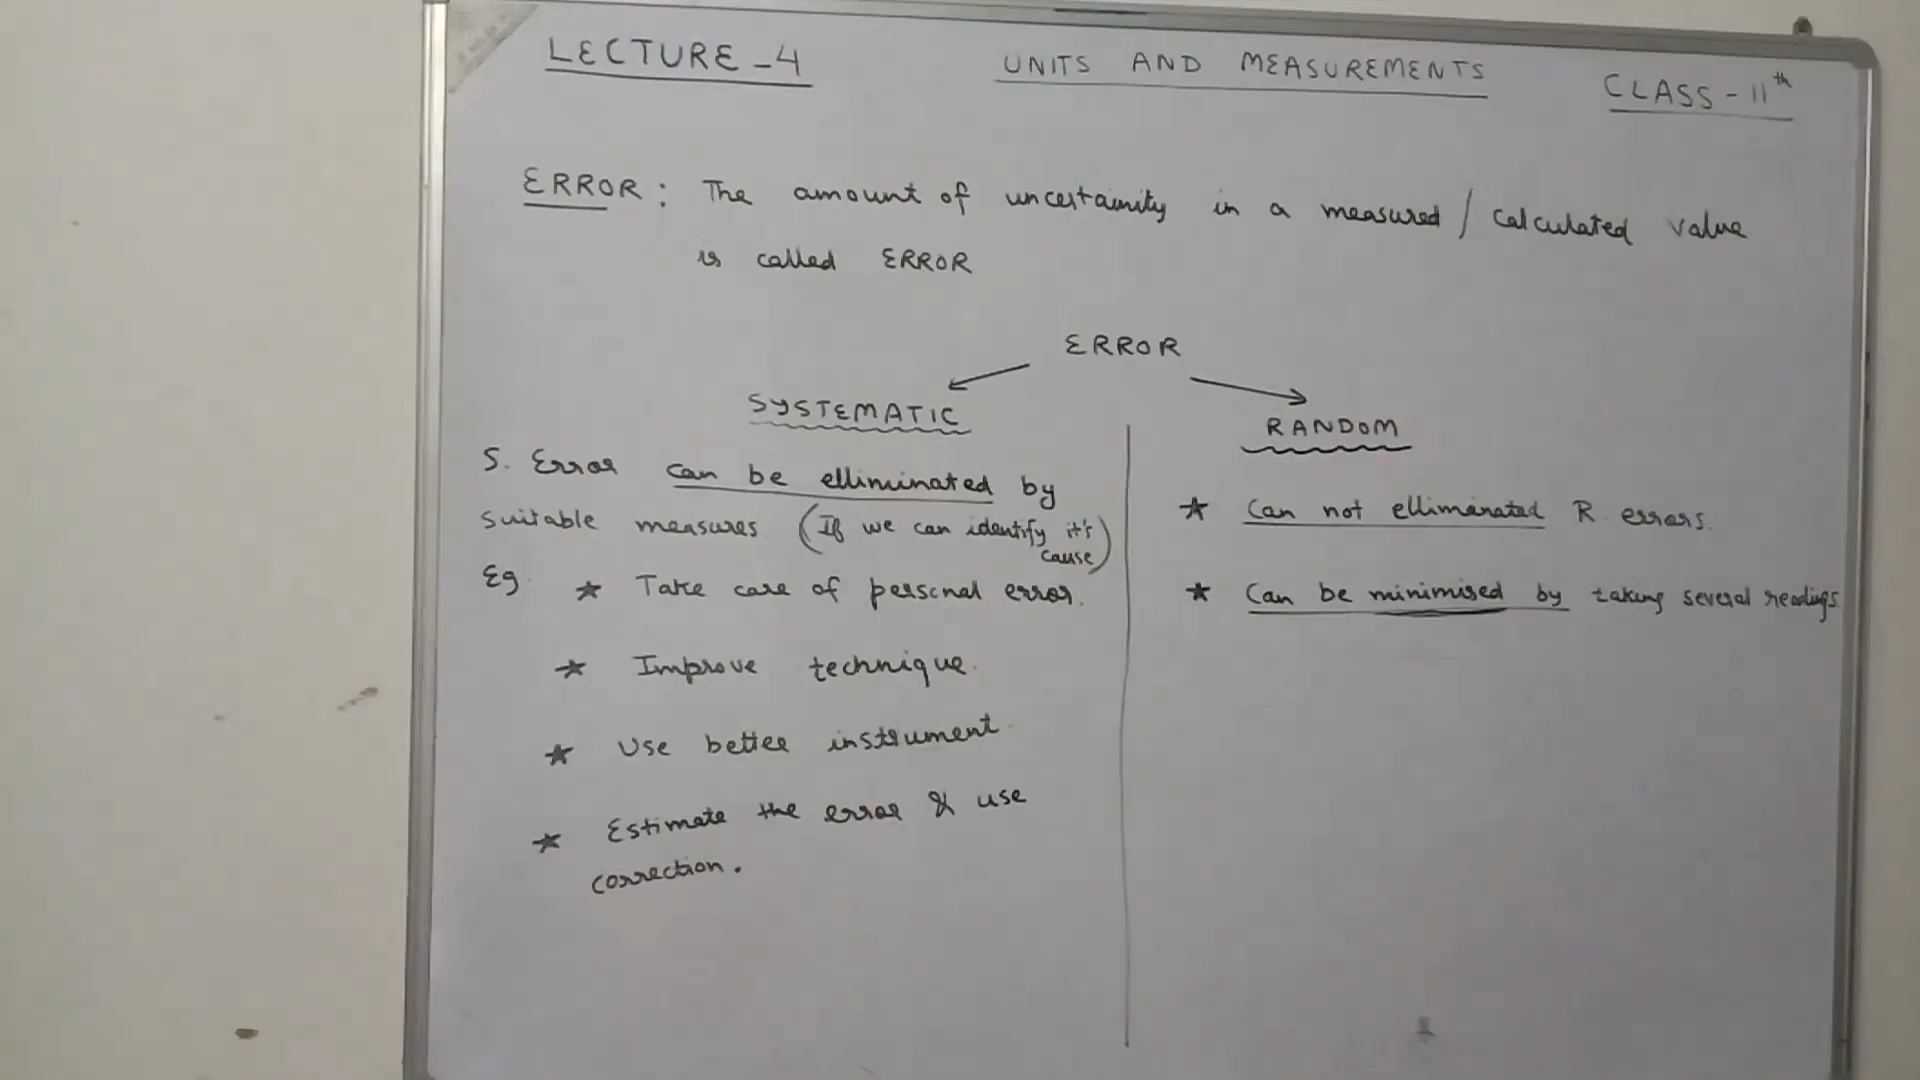 LECTURE - 4
UNITS AND MEASUREMENTS
CLASS - 11th
ERROR : The amount of uncertainity in a measured / calculated value
is called ERROR
ERROR
SYSTEMATIC
S. Error can be elliminated by
suitable measures (If we can identify it's
cause)
Eg. * Take care of personal error.
* Improve technique.
* Use better instrument.
* Estimate the error & use
correction.
RANDOM
* Can not elliminated R errors.
* Can be minimised by taking several readings.